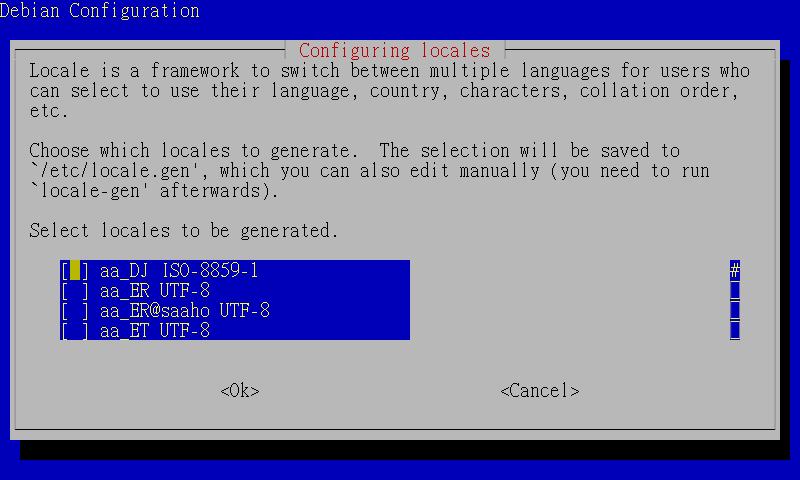 Debian Configuration
Configuring locales
Locale is a framework to switch between multiple languages for users who
can select to use their language, country, characters, collation order,
etc.
Choose which locales to generate.  The selection will be saved to
`/etc/locale.gen', which you can also edit manually (you need to run
`locale-gen' afterwards).
Select locales to be generated.
[ ] aa_DJ ISO-8859-1 #
[ ] aa_ER UTF-8
[ ] aa_ER@saaho UTF-8
[ ] aa_ET UTF-8
<Ok> <Cancel>